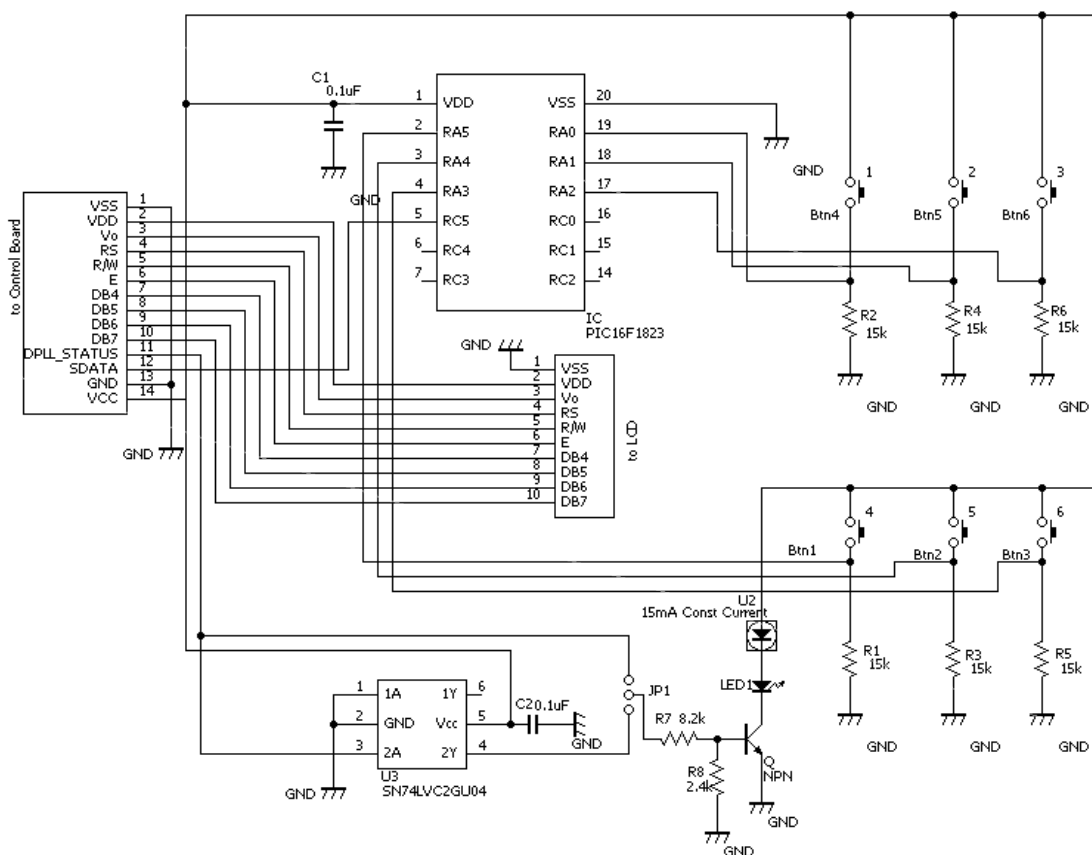 C1
0.1uF
1 VDD VSS 20
2 RA5 RA0 19
3 RA4 RA1 18
4 RA3 RA2 17
5 RC5 RC0 16
6 RC4 RC1 15
7 RC3 RC2 14
IC
PIC16F1823
GND
GND
GND
1
Btn4
2
Btn5
3
Btn6
R2
15k
R4
15k
R6
15k
GND
GND
GND
to Control Board
VSS 1
VDD 2
Vo 3
RS 4
R/W 5
E 6
DB4 7
DB5 8
DB6 9
DB7 10
DPLL_STATUS 11
SDATA 12
GND 13
VCC 14
GND
GND
1 VSS
2 VDD
3 Vo
4 RS
5 R/W
6 E
7 DB4
8 DB5
9 DB6
10 DB7
4
Btn1
5
Btn2
6
Btn3
U2
15mA Const Current
R1
15k
R3
15k
R5
15k
GND
GND
GND
LED1
JP1
1 1A 1Y 6
2 GND Vcc 5
3 2A 2Y 4
U3
SN74LVC2GU04
C2 0.1uF
GND
GND
R7 8.2k
R8
2.4k
Q
NPN
GND
GND